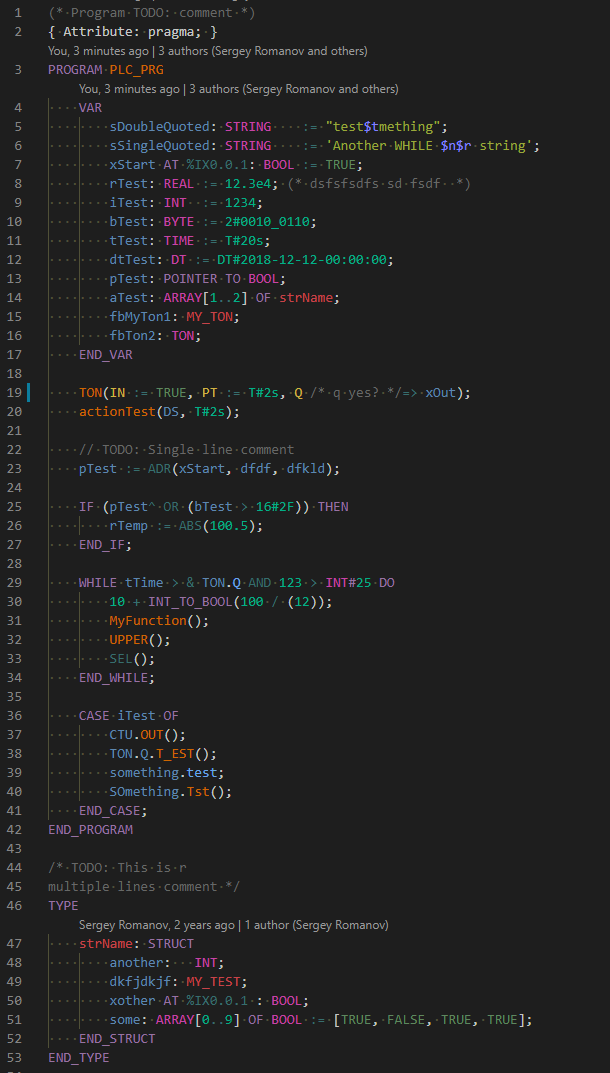 1 (* Program TODO: comment *)
2 { Attribute: pragma; }
You, 3 minutes ago | 3 authors (Sergey Romanov and others)
3 PROGRAM PLC_PRG
You, 3 minutes ago | 3 authors (Sergey Romanov and others)
4 VAR
5 sDoubleQuoted: STRING := "test$tmething";
6 sSingleQuoted: STRING := 'Another WHILE $n$r string';
7 xStart AT %IX0.0.1: BOOL := TRUE;
8 rTest: REAL := 12.3e4; (* dsfsfsdfs sd fsdf *)
9 iTest: INT := 1234;
10 bTest: BYTE := 2#0010_0110;
11 tTest: TIME := T#20s;
12 dtTest: DT := DT#2018-12-12-00:00:00;
13 pTest: POINTER TO BOOL;
14 aTest: ARRAY[1..2] OF strName;
15 fbMyTon1: MY_TON;
16 fbTon2: TON;
17 END_VAR
18
19 TON(IN := TRUE, PT := T#2s, Q /* q yes? */=> xOut);
20 actionTest(DS, T#2s);
21
22 // TODO: Single line comment
23 pTest := ADR(xStart, dfdf, dfkld);
24
25 IF (pTest^ OR (bTest > 16#2F)) THEN
26 rTemp := ABS(100.5);
27 END_IF;
28
29 WHILE tTime > & TON.Q AND 123 > INT#25 DO
30 10 + INT_TO_BOOL(100 / (12));
31 MyFunction();
32 UPPER();
33 SEL();
34 END_WHILE;
35
36 CASE iTest OF
37 CTU.OUT();
38 TON.Q.T_EST();
39 something.test;
40 SOmething.Tst();
41 END_CASE;
42 END_PROGRAM
43
44 /* TODO: This is r
45 multiple lines comment */
46 TYPE
Sergey Romanov, 2 years ago | 1 author (Sergey Romanov)
47 strName: STRUCT
48 another: INT;
49 dkfjdkjf: MY_TEST;
50 xother AT %IX0.0.1 : BOOL;
51 some: ARRAY[0..9] OF BOOL := [TRUE, FALSE, TRUE, TRUE];
52 END_STRUCT
53 END_TYPE